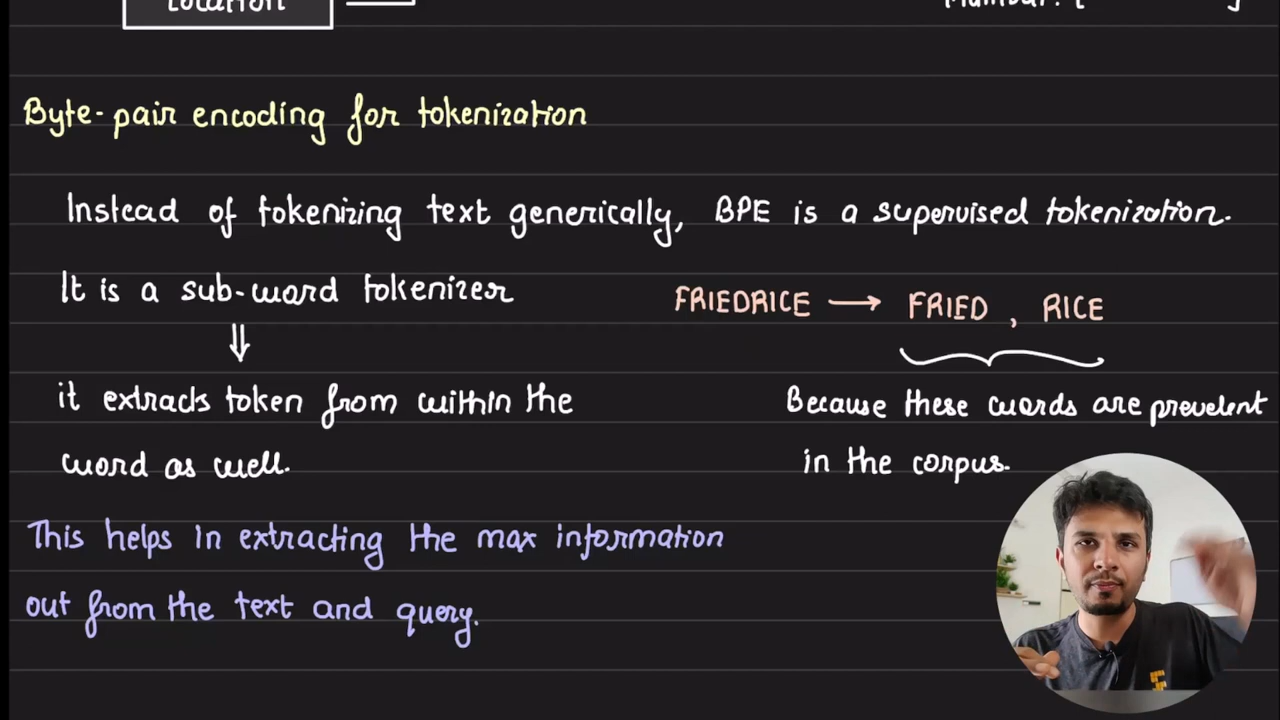 Location
Byte-pair encoding for tokenization
Instead of tokenizing text generically, BPE is a supervised tokenization.
It is a sub-word tokenizer
FRIEDRICE → FRIED , RICE
⇓
it extracts token from within the
word as well.
Because these words are prevelent
in the corpus.
This helps in extracting the max information
out from the text and query.